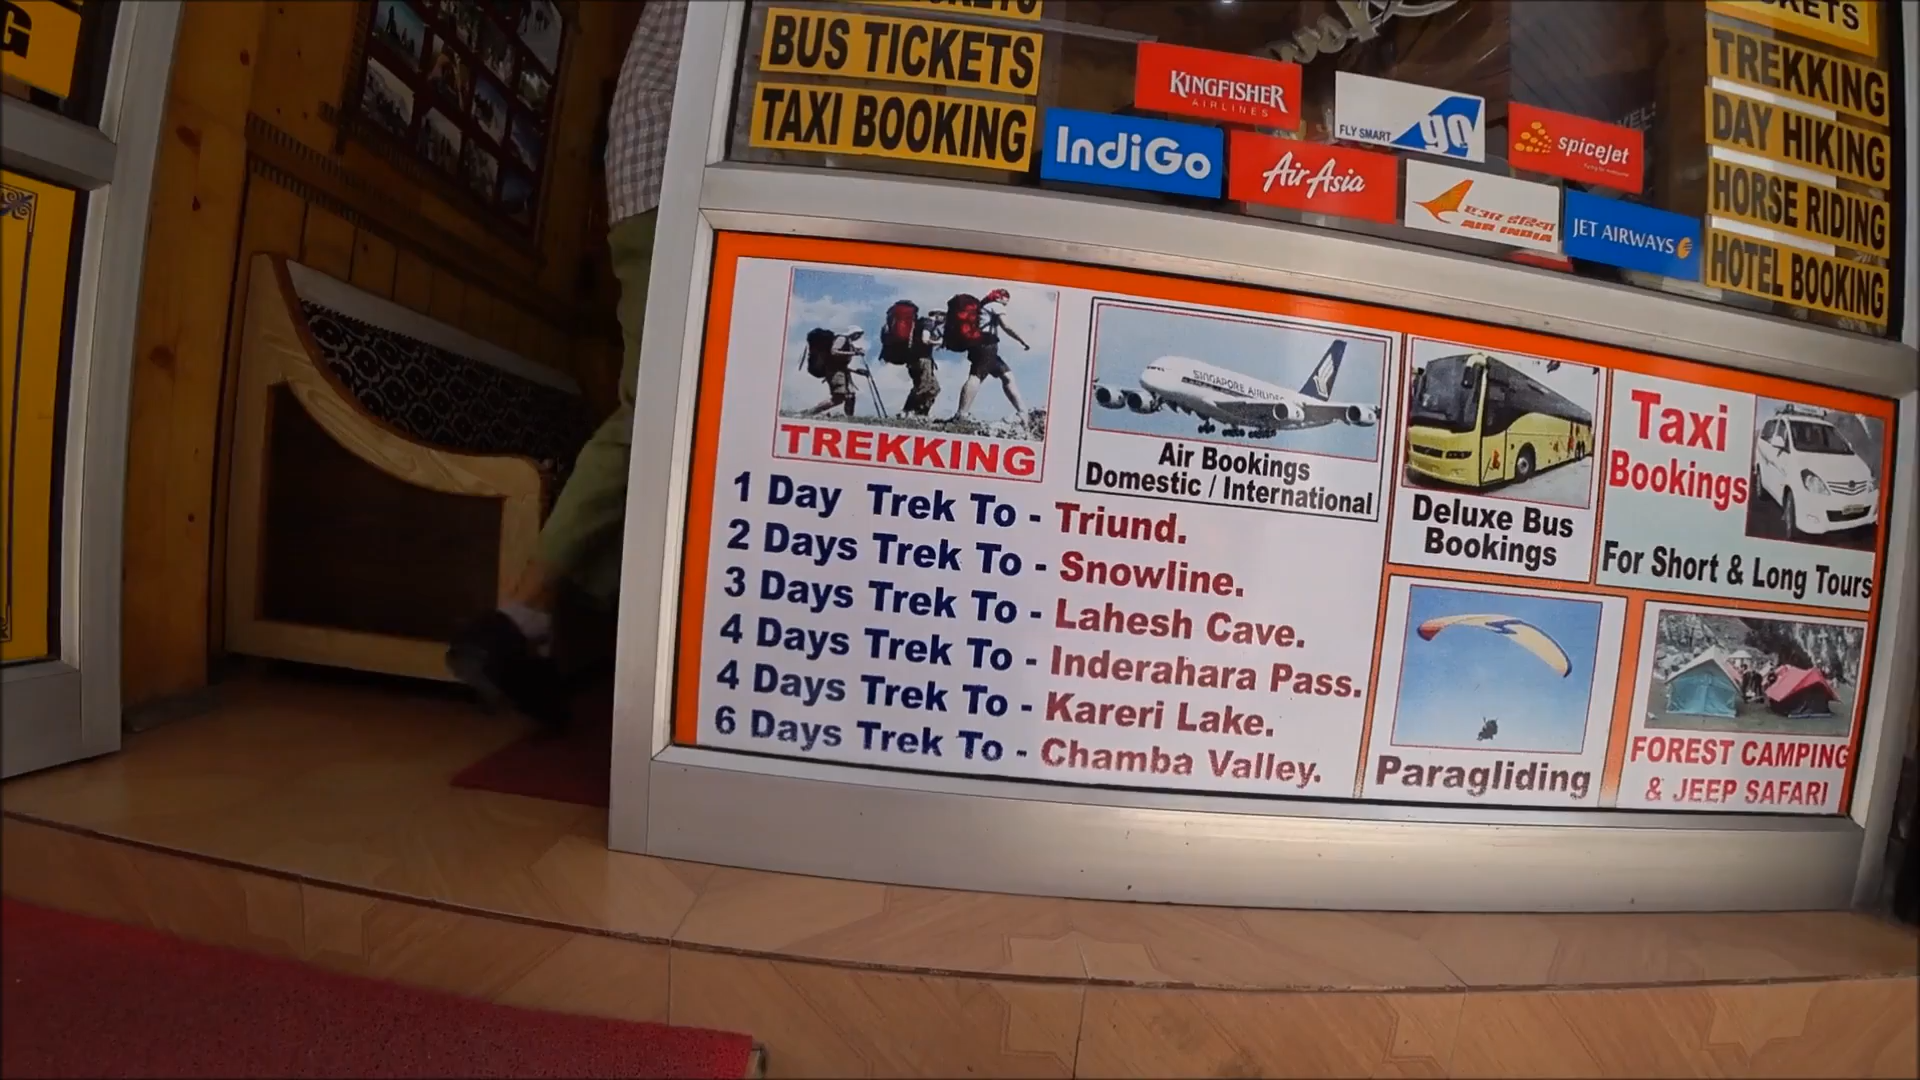 BUS TICKETS
TAXI BOOKING
KINGFISHER
AIRLINES
FLY SMART
go
spiceJet
IndiGo
AirAsia
एअर इंडिया
AIR INDIA
JET AIRWAYS
TREKKING
DAY HIKING
HORSE RIDING
HOTEL BOOKING
TREKKING
1 Day Trek To - Triund.
2 Days Trek To - Snowline.
3 Days Trek To - Lahesh Cave.
4 Days Trek To - Inderahara Pass.
4 Days Trek To - Kareri Lake.
6 Days Trek To - Chamba Valley.
SINGAPORE AIRLINES
Air Bookings
Domestic / International
Deluxe Bus
Bookings
Taxi
Bookings
For Short & Long Tours
Paragliding
FOREST CAMPING
& JEEP SAFARI